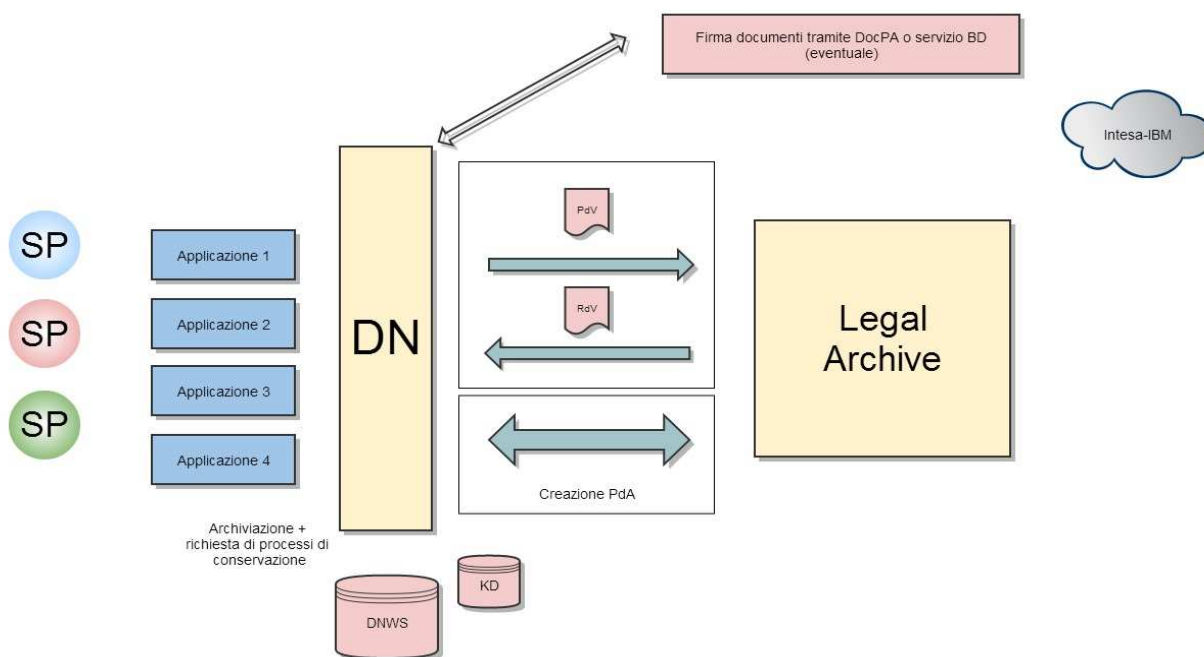 Firma documenti tramite DocPA o servizio BD
(eventuale)
Intesa-IBM
SP
SP
SP
Applicazione 1
Applicazione 2
Applicazione 3
Applicazione 4
Archiviazione +
richiesta di processi di
conservazione
DN
PdV
RdV
Creazione PdA
Legal
Archive
KD
DNWS